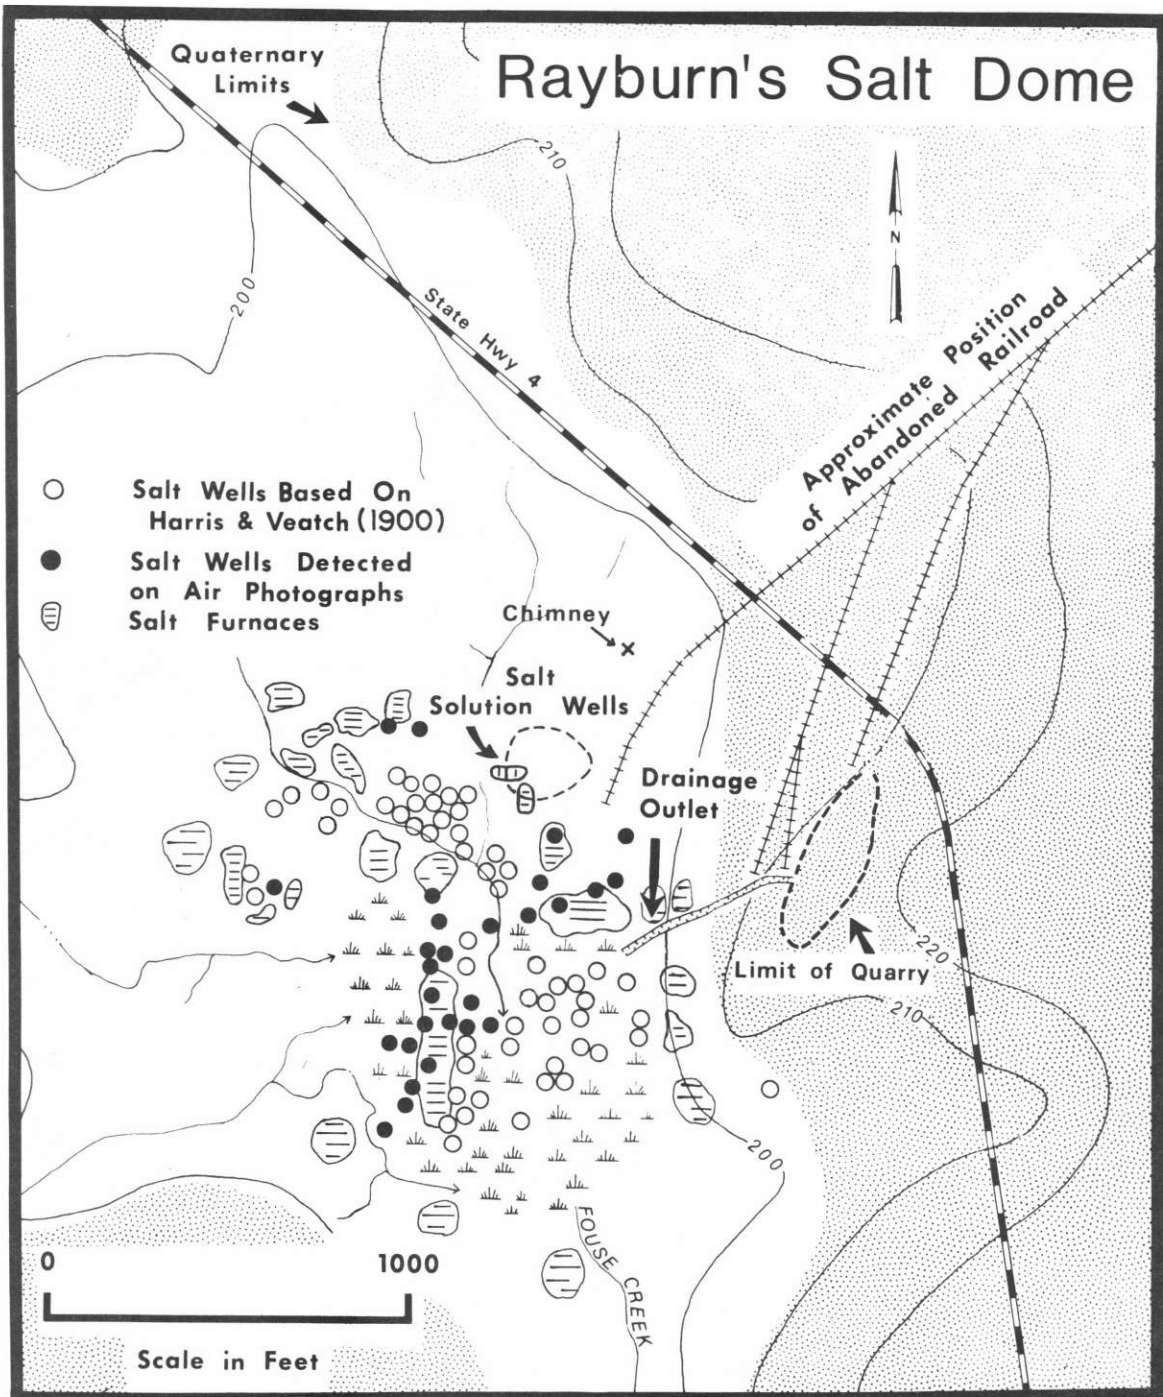 Rayburn's Salt Dome
Quaternary
Limits
210
N
200
State Hwy 4
Approximate Position
of Abandoned Railroad
Salt Wells Based On
Harris & Veatch (1900)
Salt Wells Detected
on Air Photographs
Salt Furnaces
Chimney
x
Salt
Solution Wells
Drainage
Outlet
Limit of Quarry
220
210
200
FOUSE CREEK
0 1000
Scale in Feet